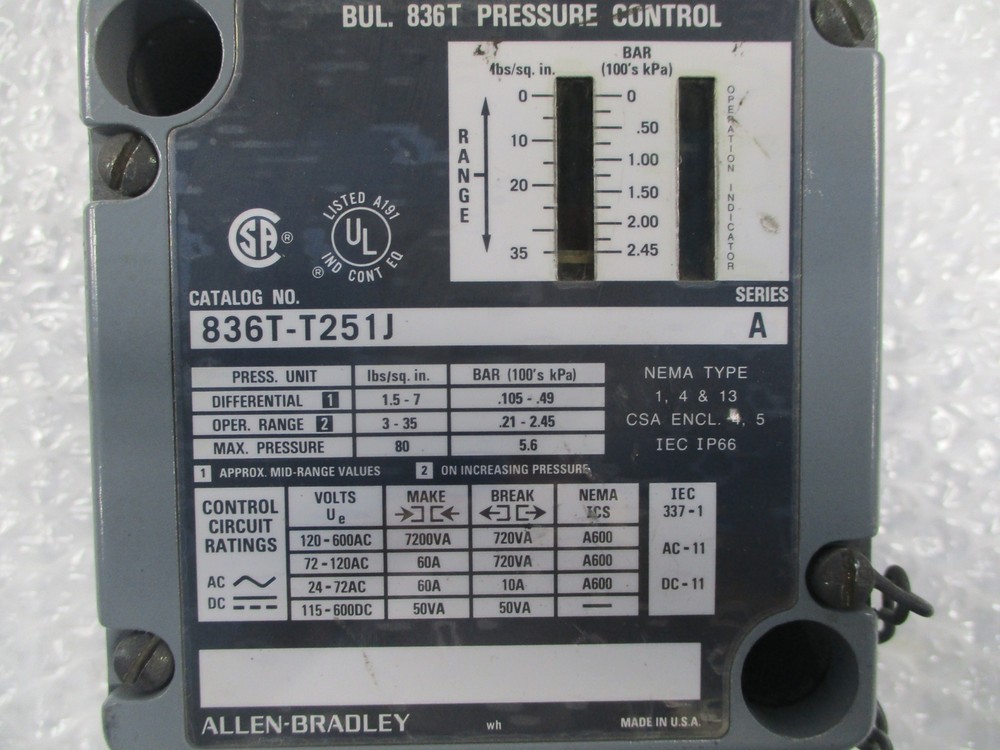 BUL. 836T PRESSURE CONTROL
BAR
lbs/sq. in. (100's kPa)
0 0
.50
10
1.00
20
1.50
2.00
35 2.45
RANGE
OPERATION INDICATOR
SA ®
LISTED A191
UL
IND CONT EQ
®
CATALOG NO. SERIES
836T-T251J A
PRESS. UNIT lbs/sq. in. BAR (100's kPa)
DIFFERENTIAL 1 1.5 - 7 .105 - .49
OPER. RANGE 2 3 - 35 .21 - 2.45
MAX. PRESSURE 80 5.6
NEMA TYPE
1, 4 & 13
CSA ENCL. 4, 5
IEC IP66
1 APPROX. MID-RANGE VALUES 2 ON INCREASING PRESSURE
CONTROL CIRCUIT RATINGS
AC
DC
VOLTS Ue MAKE BREAK NEMA ICS IEC 337-1
120-600AC 7200VA 720VA A600
72-120AC 60A 720VA A600
24-72AC 60A 10A A600
115-600DC 50VA 50VA —
AC-11
DC-11
ALLEN-BRADLEY wh MADE IN U.S.A.